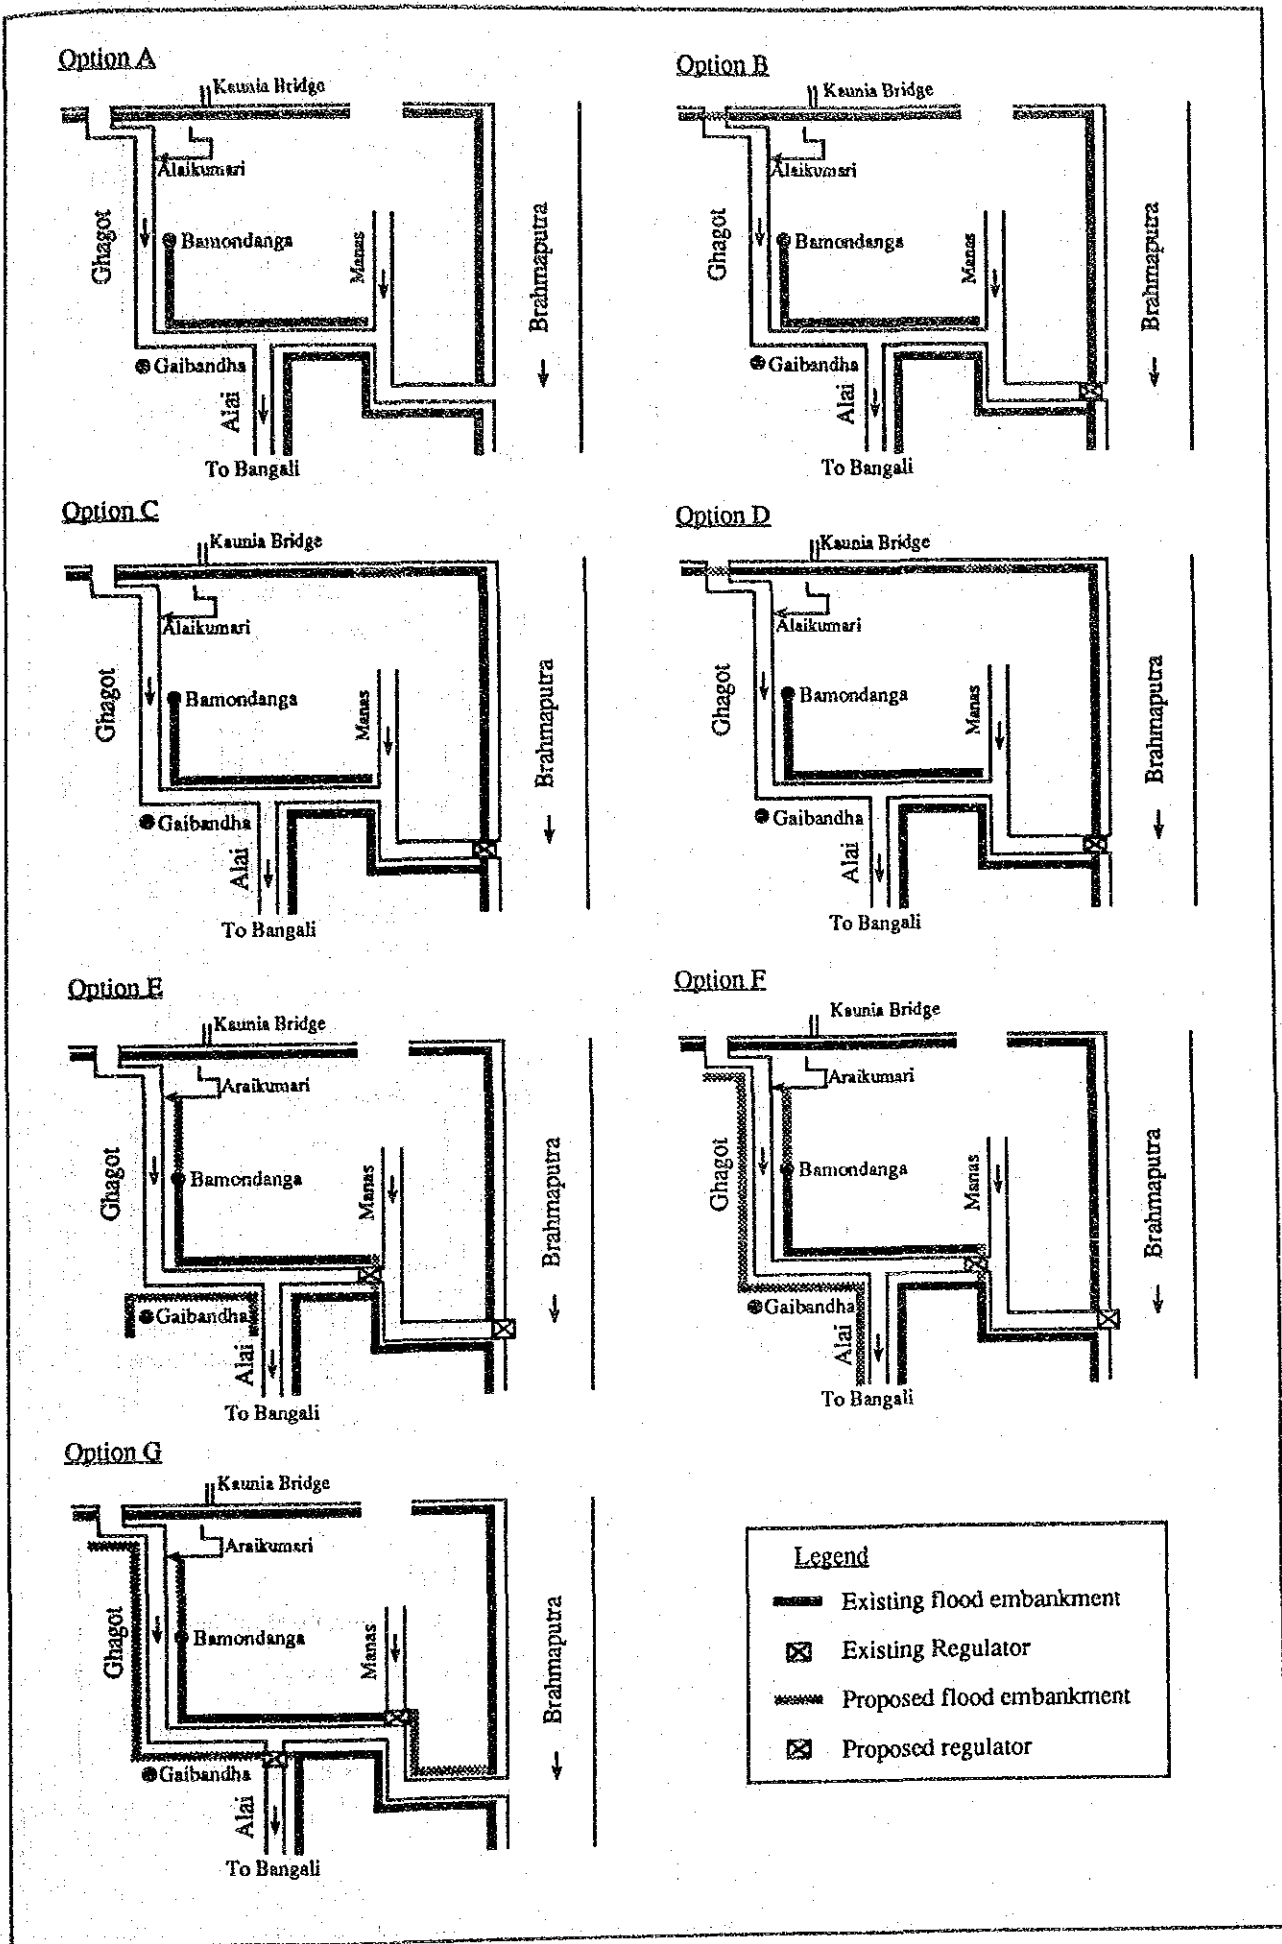 Option A
Kaunia Bridge
Alaikumari
Ghagot
Bamondanga
Manas
Brahmaputra
Gaibandha
Alai
To Bangali
Option B
Kaunia Bridge
Alaikumari
Ghagot
Bamondanga
Manas
Brahmaputra
Gaibandha
Alai
To Bangali
Option C
Kaunia Bridge
Alaikumari
Ghagot
Bamondanga
Manas
Brahmaputra
Gaibandha
Alai
To Bangali
Option D
Kaunia Bridge
Alaikumari
Ghagot
Bamondanga
Manas
Brahmaputra
Gaibandha
Alai
To Bangali
Option E
Kaunia Bridge
Araikumari
Ghagot
Bamondanga
Manas
Brahmaputra
Gaibandha
Alai
To Bangali
Option F
Kaunia Bridge
Araikumari
Ghagot
Bamondanga
Manas
Brahmaputra
Gaibandha
Alai
To Bangali
Option G
Kaunia Bridge
Araikumari
Ghagot
Bamondanga
Manas
Brahmaputra
Gaibandha
Alai
To Bangali
Legend
Existing flood embankment
Existing Regulator
Proposed flood embankment
Proposed regulator